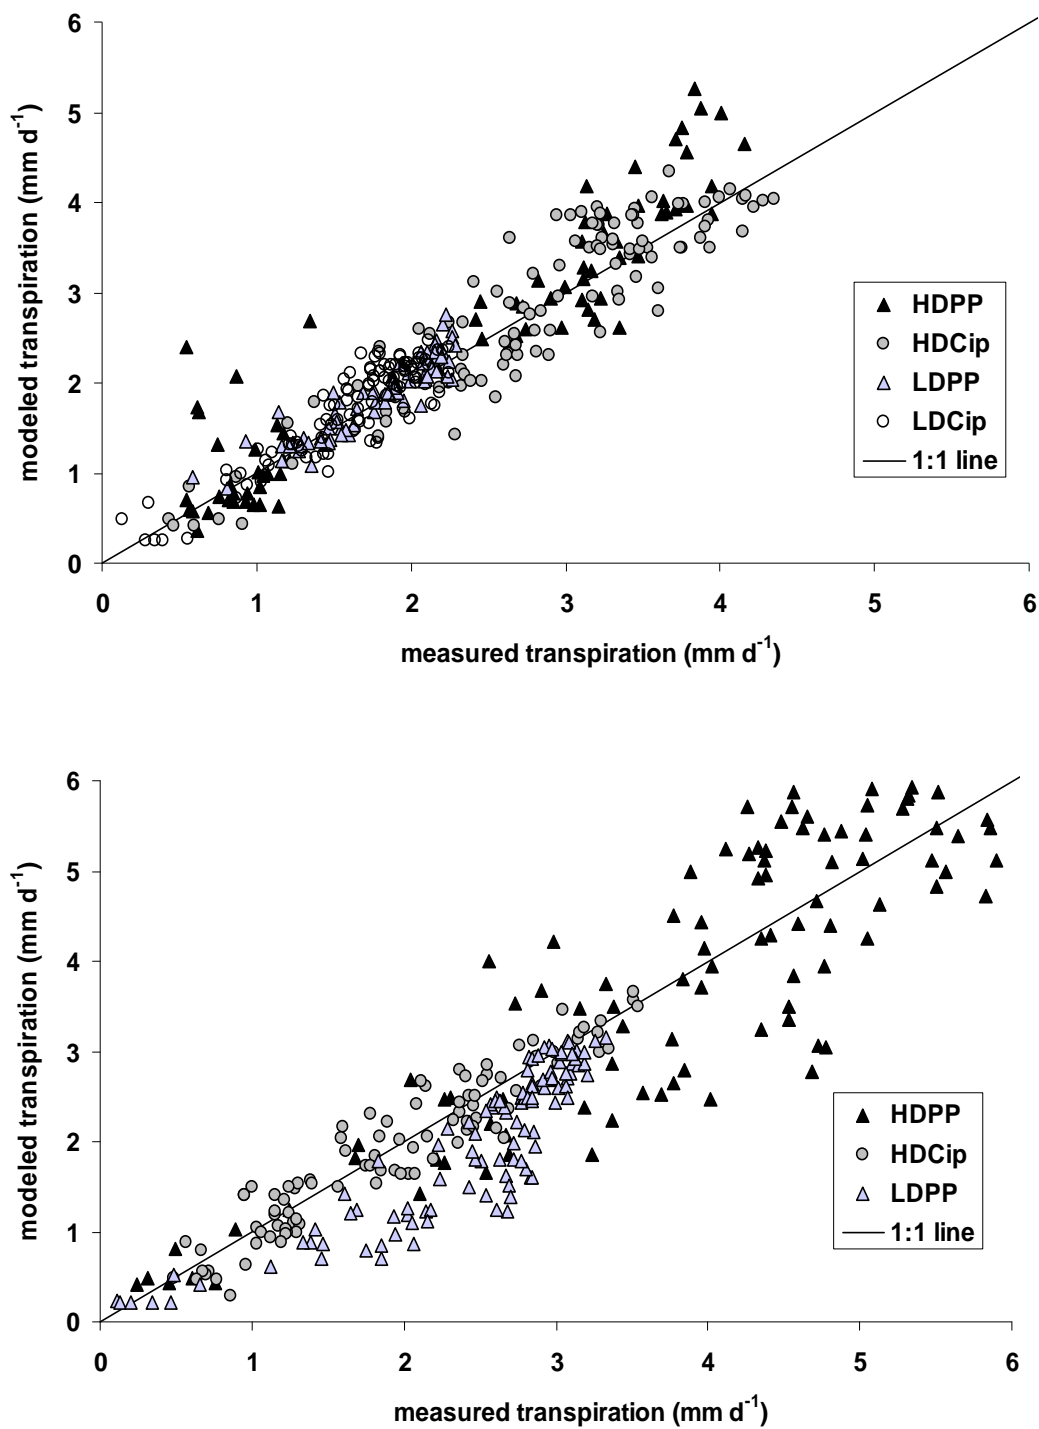 6
5
4
3
2
1
0
modeled transpiration (mm d-1)
HDPP
HDCip
LDPP
LDCip
1:1 line
0 1 2 3 4 5 6
measured transpiration (mm d-1)
6
5
4
3
2
1
0
modeled transpiration (mm d-1)
HDPP
HDCip
LDPP
1:1 line
0 1 2 3 4 5 6
measured transpiration (mm d-1)